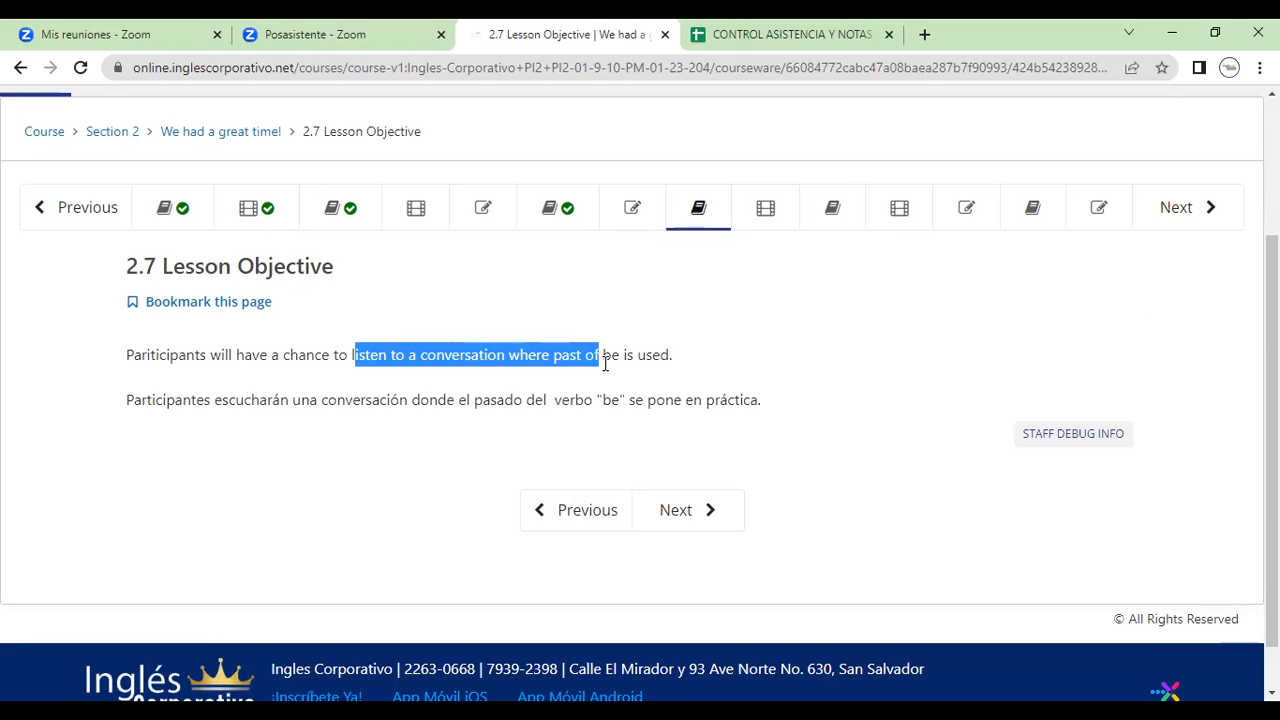 Mis reuniones - Zoom
Posasistente - Zoom
2.7 Lesson Objective | We had a g
CONTROL ASISTENCIA Y NOTAS
online.inglescorporativo.net/courses/course-v1:Ingles-Corporativo+PI2+PI2-01-9-10-PM-01-23-204/courseware/66084772cabc47a08baea287b7f90993/424b54238928...
Course > Section 2 > We had a great time! > 2.7 Lesson Objective
Previous
Next
2.7 Lesson Objective
Bookmark this page
Pariticipants will have a chance to listen to a conversation where past of be is used.
Participantes escucharán una conversación donde el pasado del verbo "be" se pone en práctica.
STAFF DEBUG INFO
Previous
Next
© All Rights Reserved
Inglés
Corporativo
Ingles Corporativo | 2263-0668 | 7939-2398 | Calle El Mirador y 93 Ave Norte No. 630, San Salvador
¡Inscríbete Ya! App Móvil iOS App Móvil Android